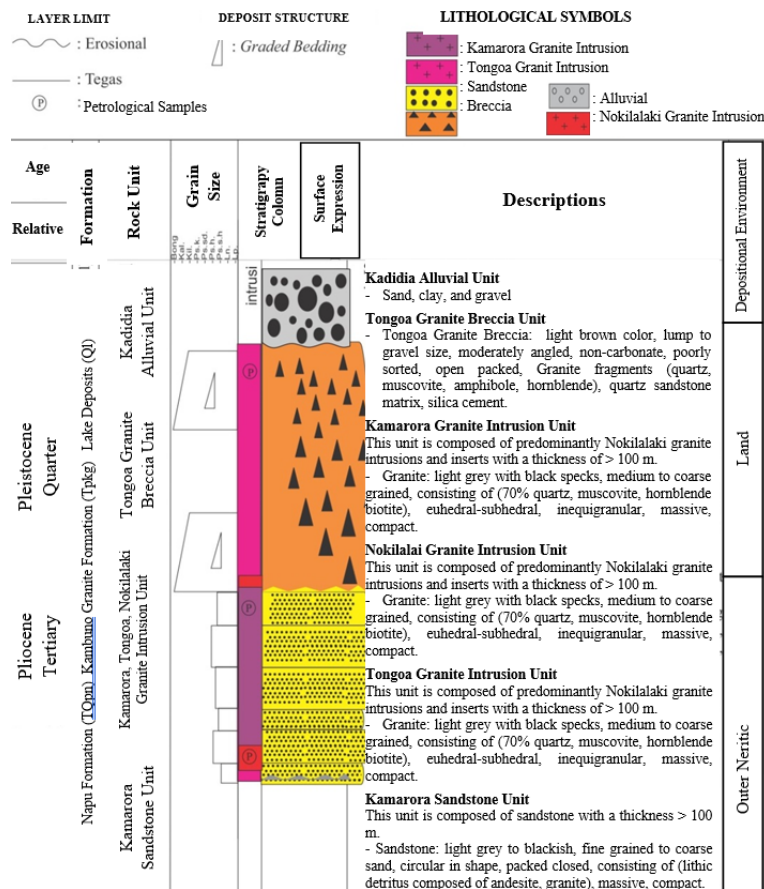 LAYER LIMIT
: Erosional
: Tegas
P : Petrological Samples
DEPOSIT STRUCTURE
: Graded Bedding
LITHOLOGICAL SYMBOLS
: Kamarora Granite Intrusion
: Tongoa Granit Intrusion
: Sandstone
: Breccia
: Alluvial
: Nokilalaki Granite Intrusion
Age
Relative
Formation
Rock Unit
Grain Size
Stratigrapy
Colomn
Surface
Expression
Descriptions
Depositional Environment
Bong
Kal.
Kil.
Ps.k.
Ps.sd.
Ps.h.
Ps.s.h
Ln.
Lp.
intrusi
Pleistocene
Quarter
Pliocene
Tertiary
Napu Formation (TQpn) Kambuno Granite Formation (Tpkg) Lake Deposits (Ql)
Kadidia
Alluvial Unit
Tongoa Granite
Breccia Unit
Kamarora, Tongoa, Nokilalaki
Granite Intrusion Unit
Kamarora
Sandstone Unit
P
P
P
Kadidia Alluvial Unit
- Sand, clay, and gravel
Tongoa Granite Breccia Unit
- Tongoa Granite Breccia: light brown color, lump to
gravel size, moderately angled, non-carbonate, poorly
sorted, open packed, Granite fragments (quartz,
muscovite, amphibole, hornblende), quartz sandstone
matrix, silica cement.
Kamarora Granite Intrusion Unit
This unit is composed of predominantly Nokilalaki granite
intrusions and inserts with a thickness of > 100 m.
- Granite: light grey with black specks, medium to coarse
grained, consisting of (70% quartz, muscovite, hornblende
biotite), euhedral-subhedral, inequigranular, massive,
compact.
Nokilalai Granite Intrusion Unit
This unit is composed of predominantly Nokilalaki granite
intrusions and inserts with a thickness of > 100 m.
- Granite: light grey with black specks, medium to coarse
grained, consisting of (70% quartz, muscovite, hornblende
biotite), euhedral-subhedral, inequigranular, massive,
compact.
Tongoa Granite Intrusion Unit
This unit is composed of predominantly Nokilalaki granite
intrusions and inserts with a thickness of > 100 m.
- Granite: light grey with black specks, medium to coarse
grained, consisting of (70% quartz, muscovite, hornblende
biotite), euhedral-subhedral, inequigranular, massive,
compact.
Kamarora Sandstone Unit
This unit is composed of sandstone with a thickness > 100
m.
- Sandstone: light grey to blackish, fine grained to coarse
sand, circular in shape, packed closed, consisting of (lithic
detritus composed of andesite, granite), massive, compact.
Land
Outer Neritic